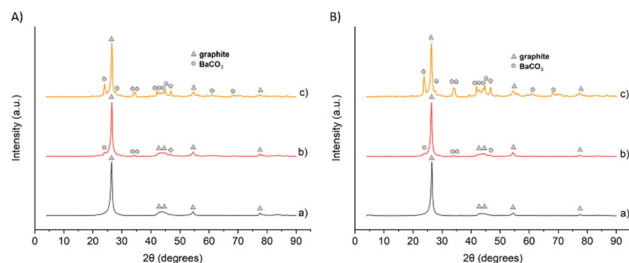 A)
graphite
BaCO₃
c)
b)
a)
Intensity (a.u.)
0 10 20 30 40 50 60 70 80 90
2θ (degrees)
B)
graphite
BaCO₃
c)
b)
a)
Intensity (a.u.)
0 10 20 30 40 50 60 70 80 90
2θ (degrees)